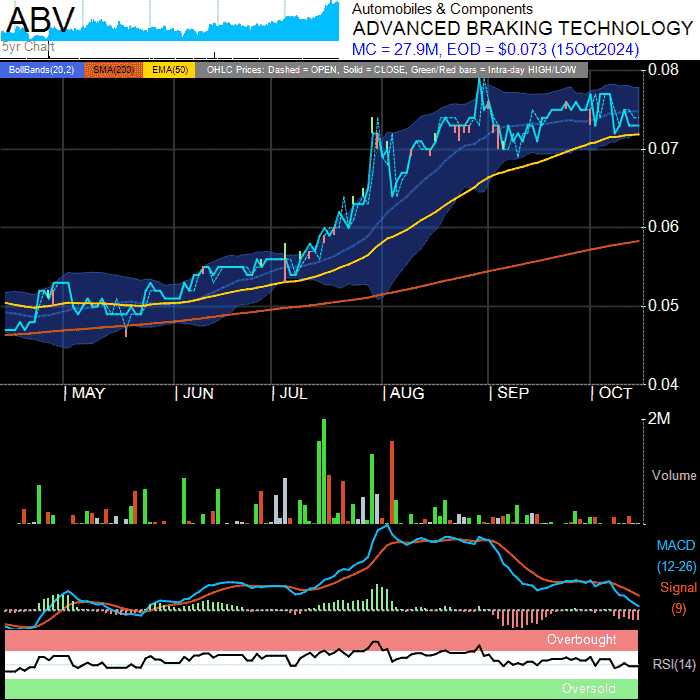 ABV
5yr Chart
Automobiles & Components
ADVANCED BRAKING TECHNOLOGY
MC = 27.9M, EOD = $0.073 (15Oct2024)
BollBands(20,2) SMA(200) EMA(50) OHLC Prices: Dashed = OPEN, Solid = CLOSE, Green/Red bars = Intra-day HIGH/LOW
0.08
0.07
0.06
0.05
0.04
MAY JUN JUL AUG SEP OCT
2M
Volume
MACD
(12-26)
Signal
(9)
Overbought
RSI(14)
Oversold